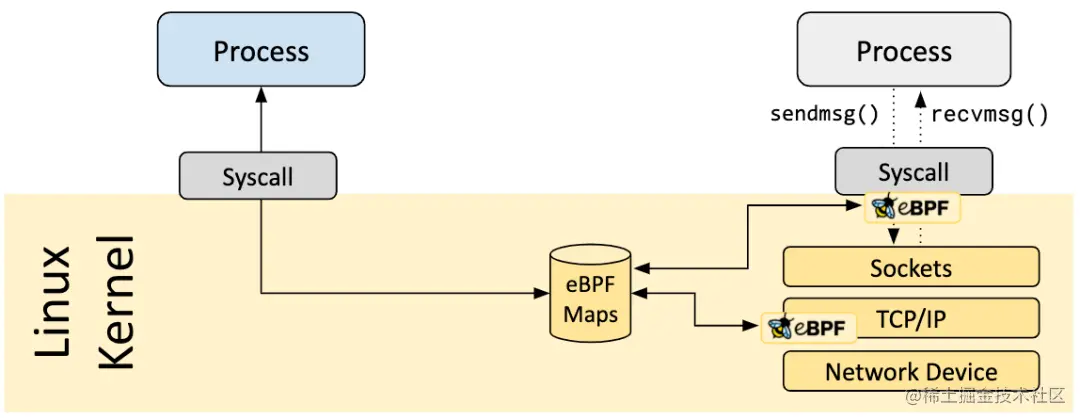 Process
Process
sendmsg()
recvmsg()
Syscall
Syscall
eBPF
Linux
Kernel
eBPF
Maps
Sockets
TCP/IP
eBPF
Network Device
@稀土掘金技术社区